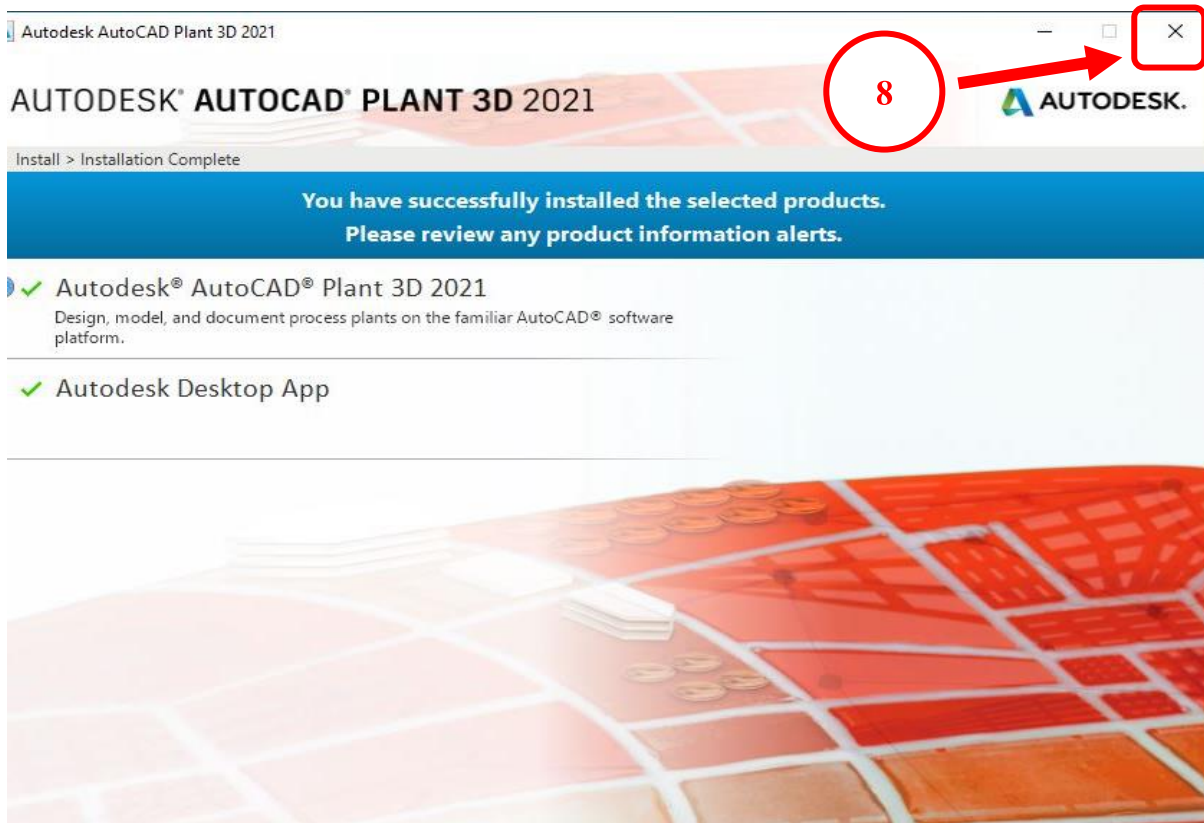 Autodesk AutoCAD Plant 3D 2021
8
AUTODESK® AUTOCAD® PLANT 3D 2021
AUTODESK.
Install > Installation Complete
You have successfully installed the selected products.
Please review any product information alerts.
Autodesk® AutoCAD® Plant 3D 2021
Design, model, and document process plants on the familiar AutoCAD® software
platform.
Autodesk Desktop App